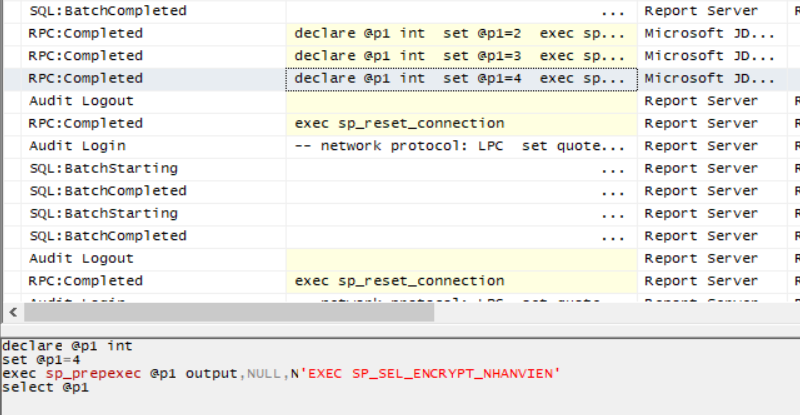 SQL:BatchCompleted ... Report Server
RPC:Completed declare @p1 int set @p1=2 exec sp... Microsoft JD...
RPC:Completed declare @p1 int set @p1=3 exec sp... Microsoft JD...
RPC:Completed declare @p1 int set @p1=4 exec sp... Microsoft JD...
Audit Logout Report Server
RPC:Completed exec sp_reset_connection Report Server
Audit Login -- network protocol: LPC set quote... Report Server
SQL:BatchStarting ... Report Server
SQL:BatchCompleted ... Report Server
SQL:BatchStarting ... Report Server
SQL:BatchCompleted ... Report Server
Audit Logout Report Server
RPC:Completed exec sp_reset_connection Report Server
declare @p1 int
set @p1=4
exec sp_prepexec @p1 output,NULL,N'EXEC SP_SEL_ENCRYPT_NHANVIEN'
select @p1